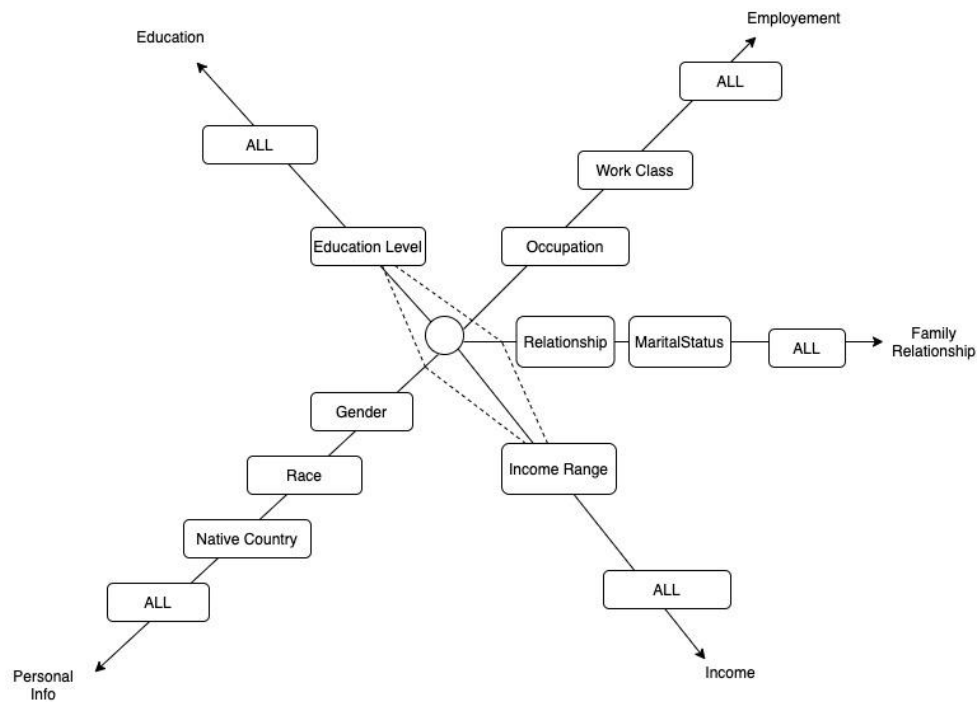 Employement
Education
ALL
ALL
Work Class
Education Level
Occupation
Relationship
MaritalStatus
ALL
Family
Relationship
Gender
Income Range
Race
Native Country
ALL
ALL
Personal
Info
Income